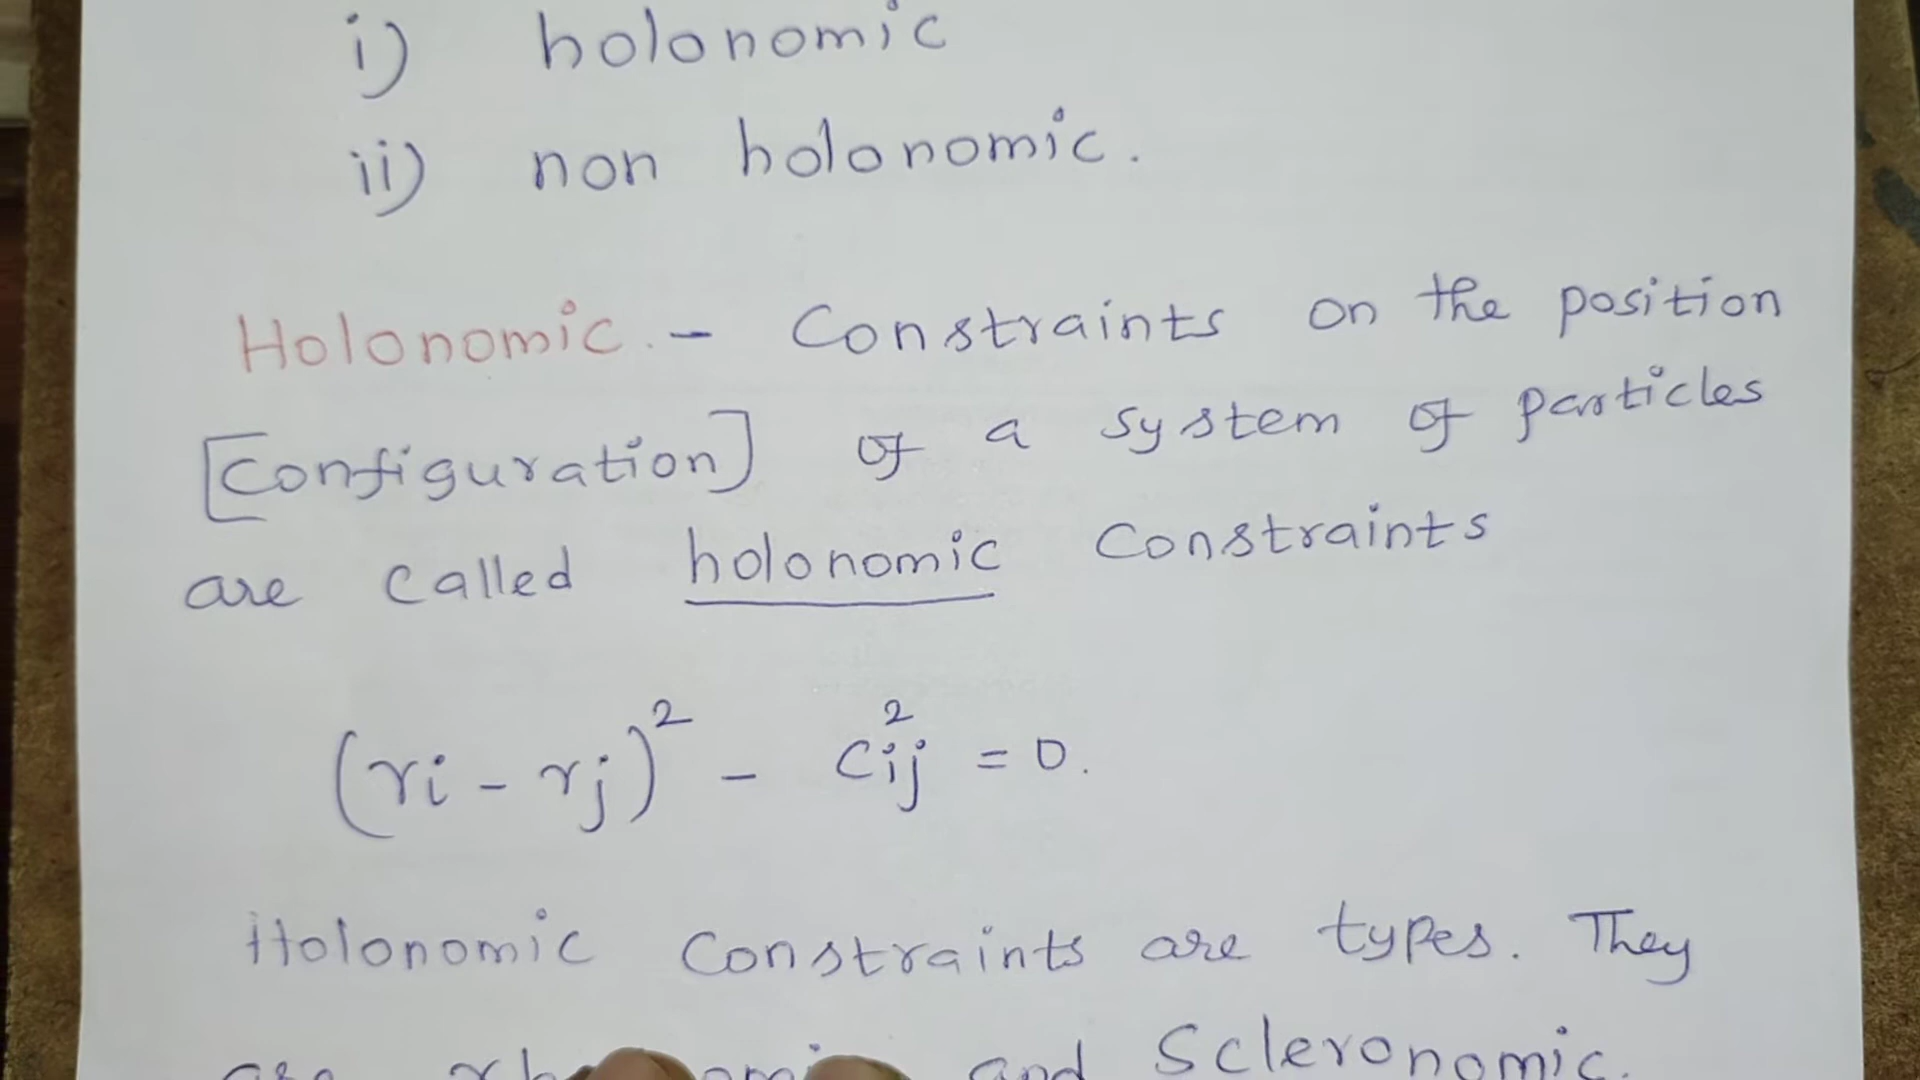 i) holonomic
ii) non holonomic.
Holonomic. - Constraints on the position
[Configuration] of a system of particles
are called holonomic Constraints
(ri - rj)² - Cij² = 0.
Holonomic Constraints are types. They
are and Scleronomic.